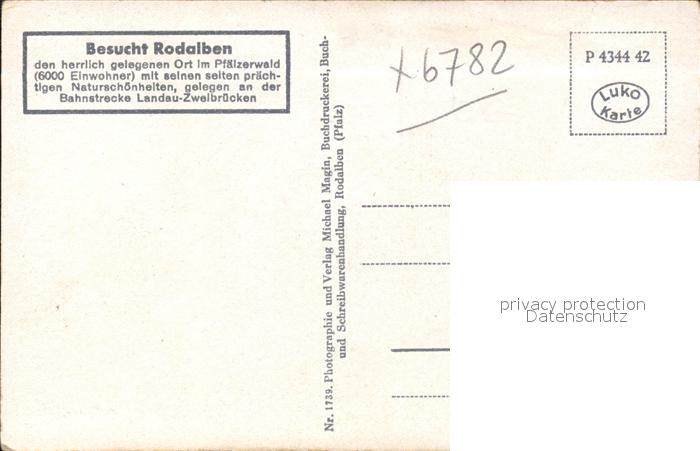 Besucht Rodalben
den herrlich gelegenen Ort im Pfälzerwald
(6000 Einwohner) mit seinen selten präch-
tigen Naturschönheiten, gelegen an der
Bahnstrecke Landau-Zweibrücken
Nr. 1739. Photographie und Verlag Michael Magin, Buchdruckerei, Buch-
und Schreibwarenhandlung, Rodalben (Pfalz)
x6782
P 4344 42
Luko
Karte
privacy protection
Datenschutz